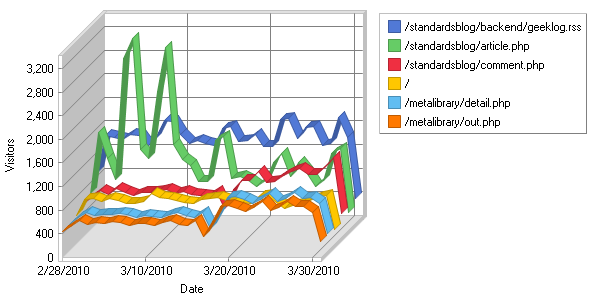 /standardsblog/backend/geeklog.rss
/standardsblog/article.php
/standardsblog/comment.php
/
/metalibrary/detail.php
/metalibrary/out.php
Visitors
3,200
2,800
2,400
2,000
1,600
1,200
800
400
0
2/28/2010 3/10/2010 3/20/2010 3/30/2010
Date